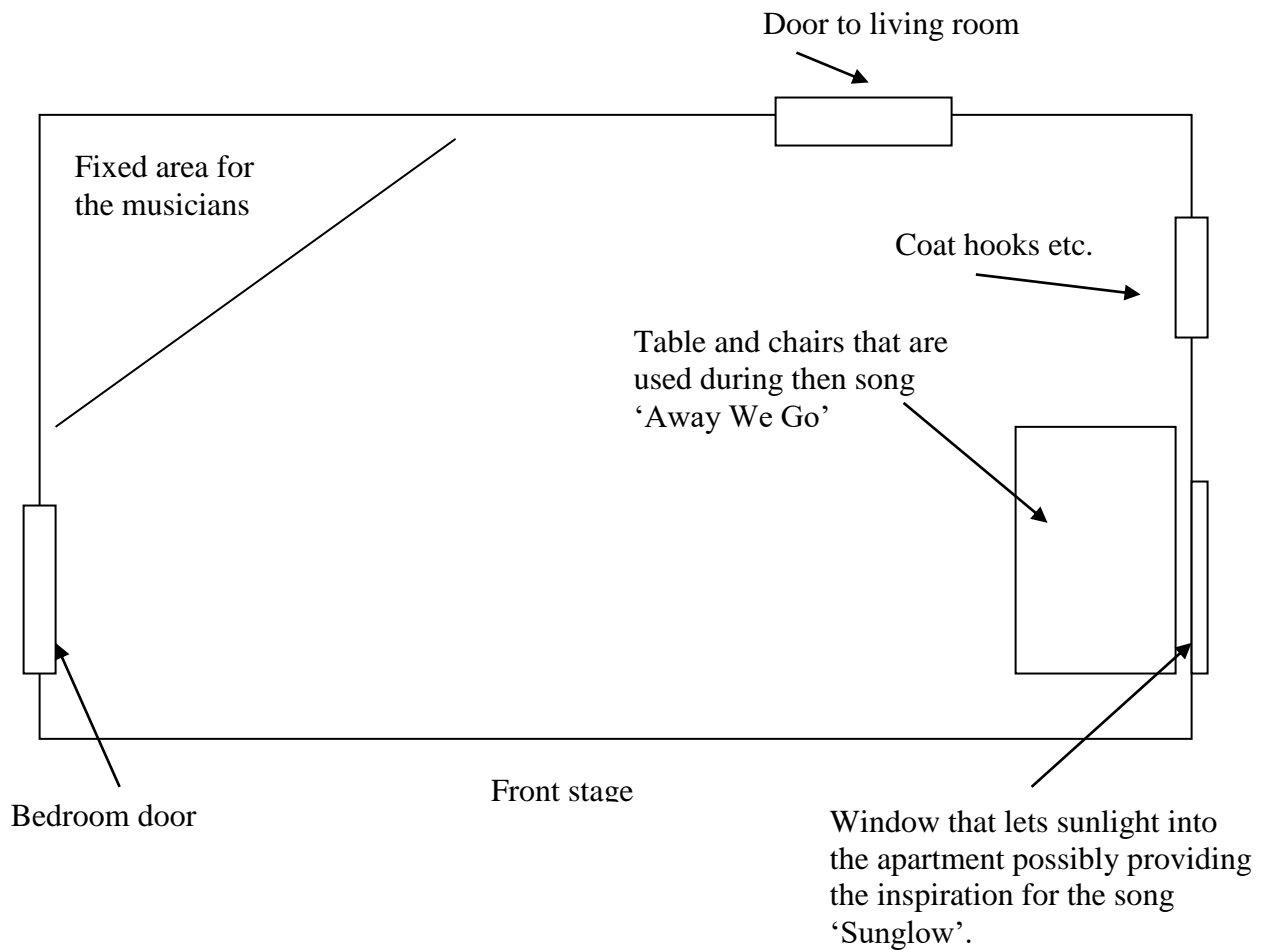 Door to living room
Fixed area for
the musicians
Coat hooks etc.
Table and chairs that are
used during then song
‘Away We Go’
Front stage
Bedroom door
Window that lets sunlight into
the apartment possibly providing
the inspiration for the song
‘Sunglow’.